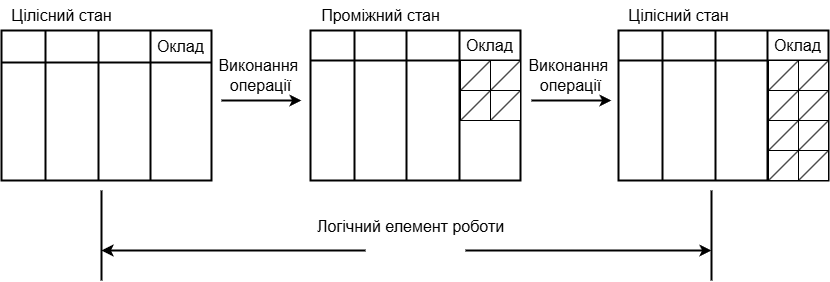 Цілісний стан
Проміжний стан
Цілісний стан
Оклад
Оклад
Оклад
Виконання
операції
Виконання
операції
Логічний елемент роботи